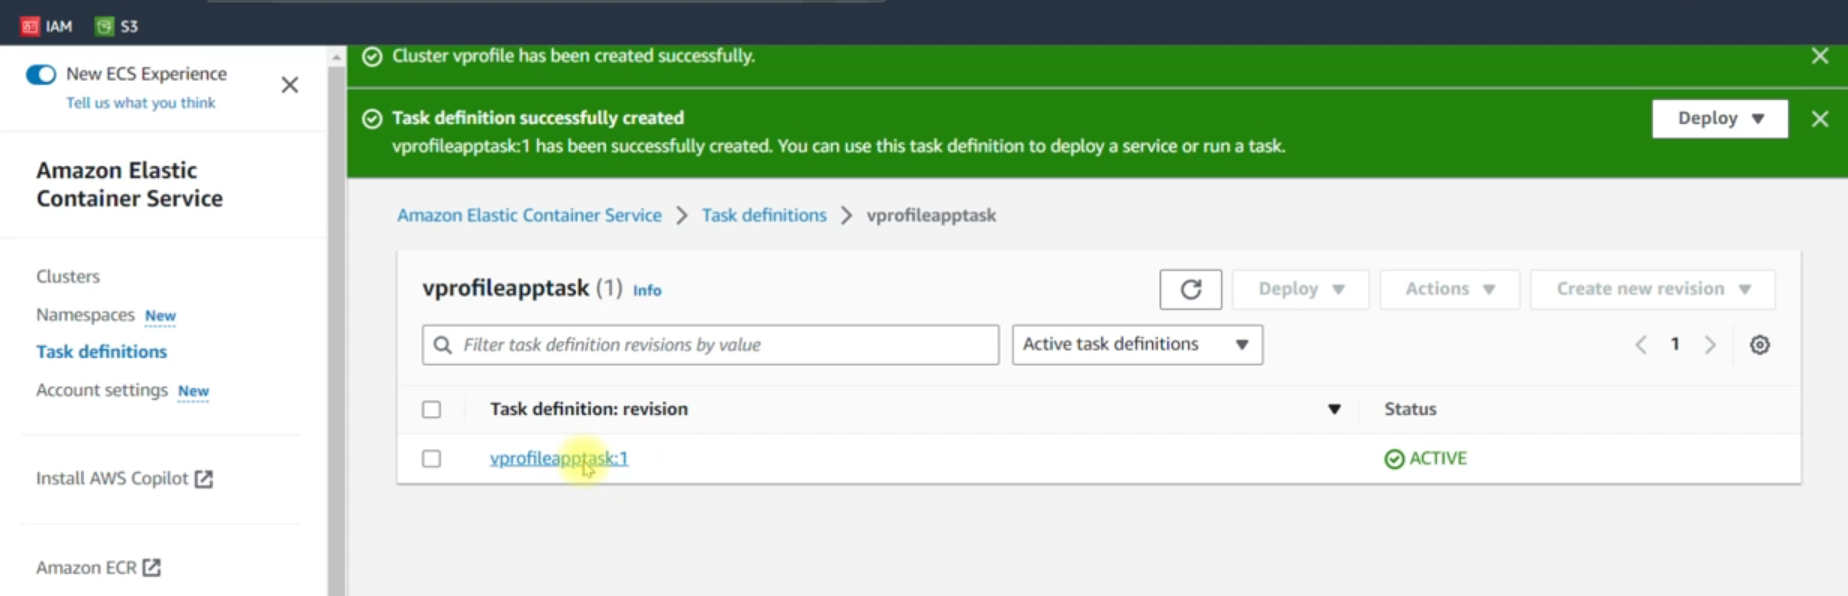 IAM S3
New ECS Experience
Tell us what you think
Amazon Elastic
Container Service
Clusters
Namespaces New
Task definitions
Account settings New
Install AWS Copilot
Amazon ECR
Cluster vprofile has been created successfully.
Task definition successfully created
vprofileapptask:1 has been successfully created. You can use this task definition to deploy a service or run a task.
Deploy
Amazon Elastic Container Service > Task definitions > vprofileapptask
vprofileapptask (1) Info
Deploy Actions Create new revision
Filter task definition revisions by value Active task definitions 1
Task definition: revision Status
vprofileapptask:1 ACTIVE